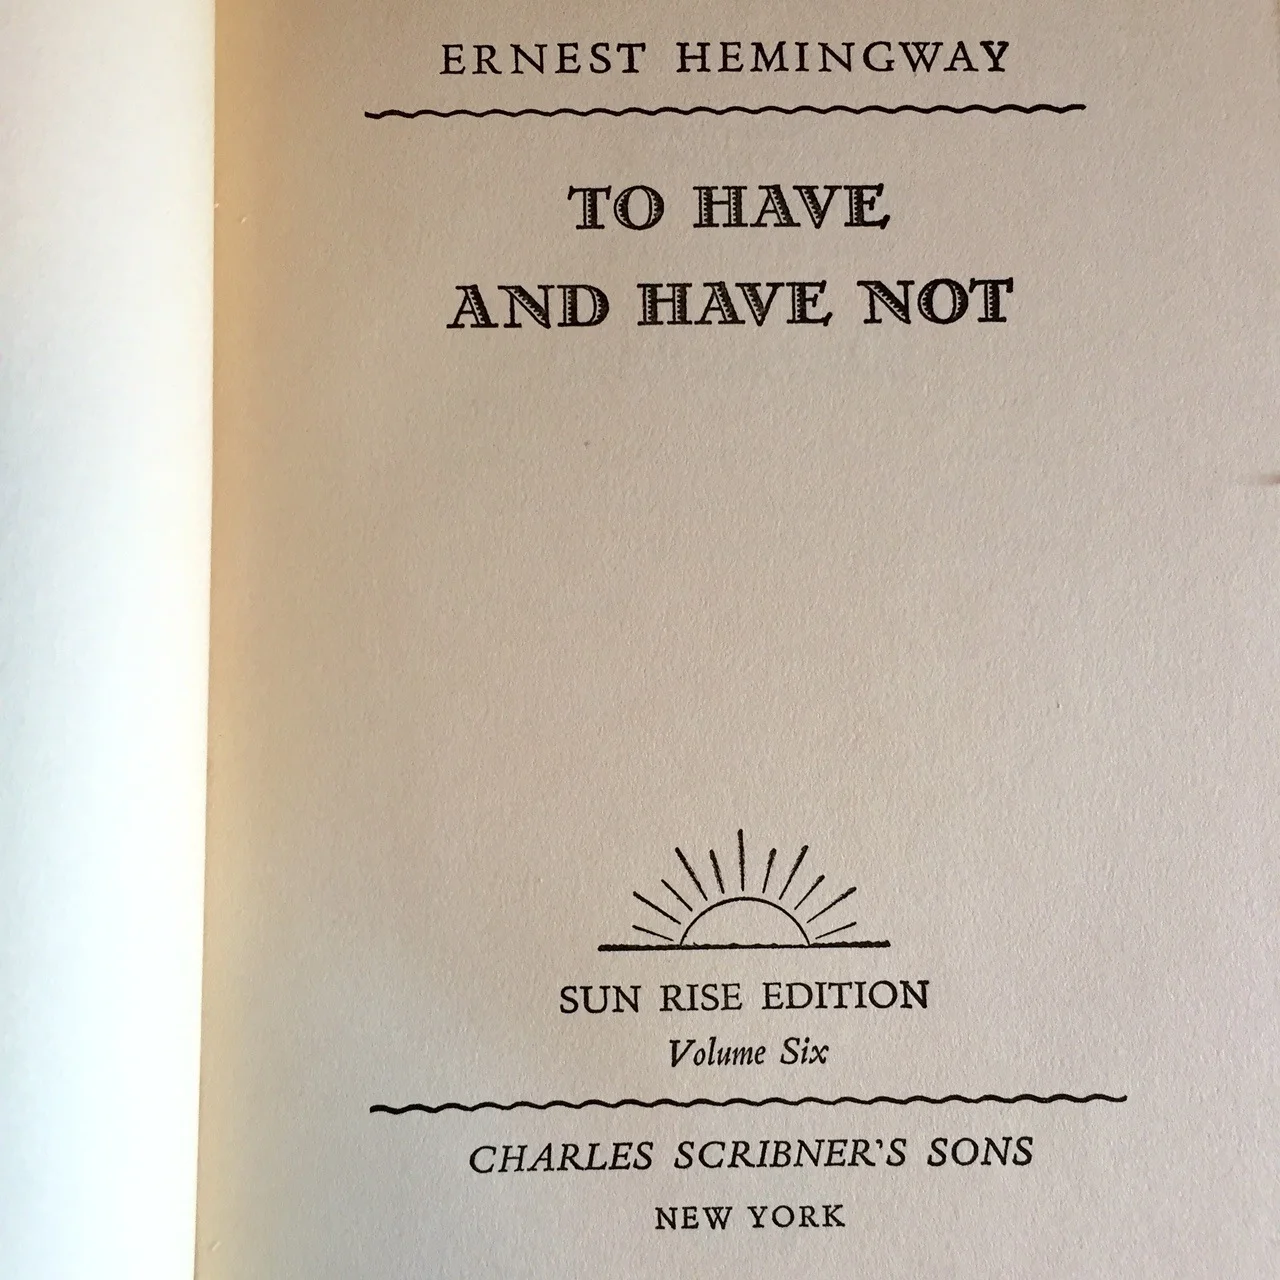 ERNEST HEMINGWAY
TO HAVE
AND HAVE NOT
SUN RISE EDITION
Volume Six
CHARLES SCRIBNER'S SONS
NEW YORK